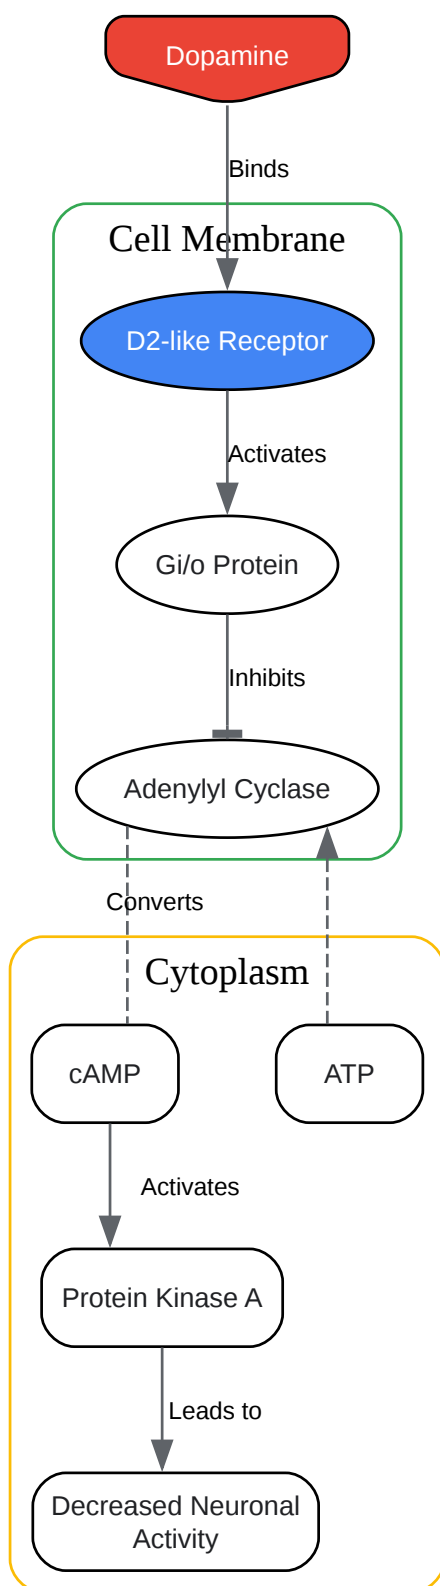 Dopamine
Binds
Cell Membrane
D2-like Receptor
Activates
Gi/o Protein
Inhibits
Adenylyl Cyclase
Converts
Cytoplasm
cAMP
ATP
Activates
Protein Kinase A
Leads to
Decreased Neuronal
Activity